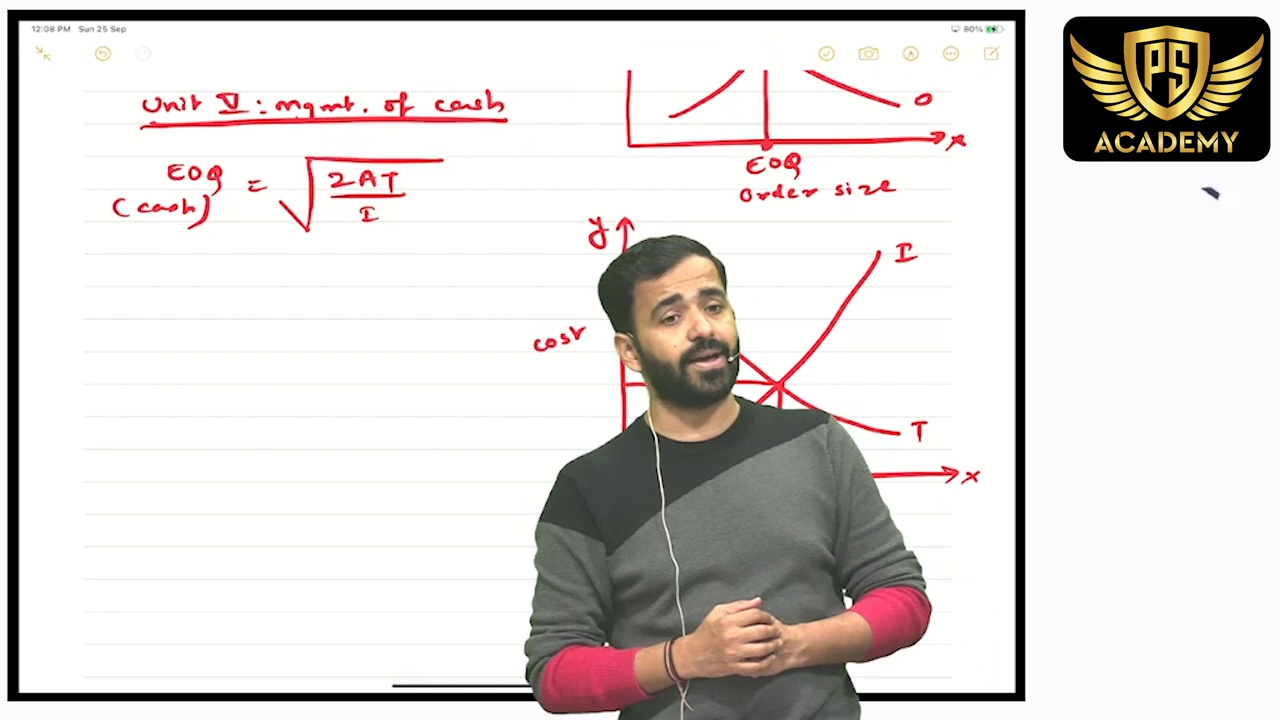 12:08 PM Sun 25 Sep
80%
Unit V : mgmt. of cash
EOQ (cash) = √2AT/I
O
x
EOQ
order size
y
I
cost
T
x
PS
ACADEMY